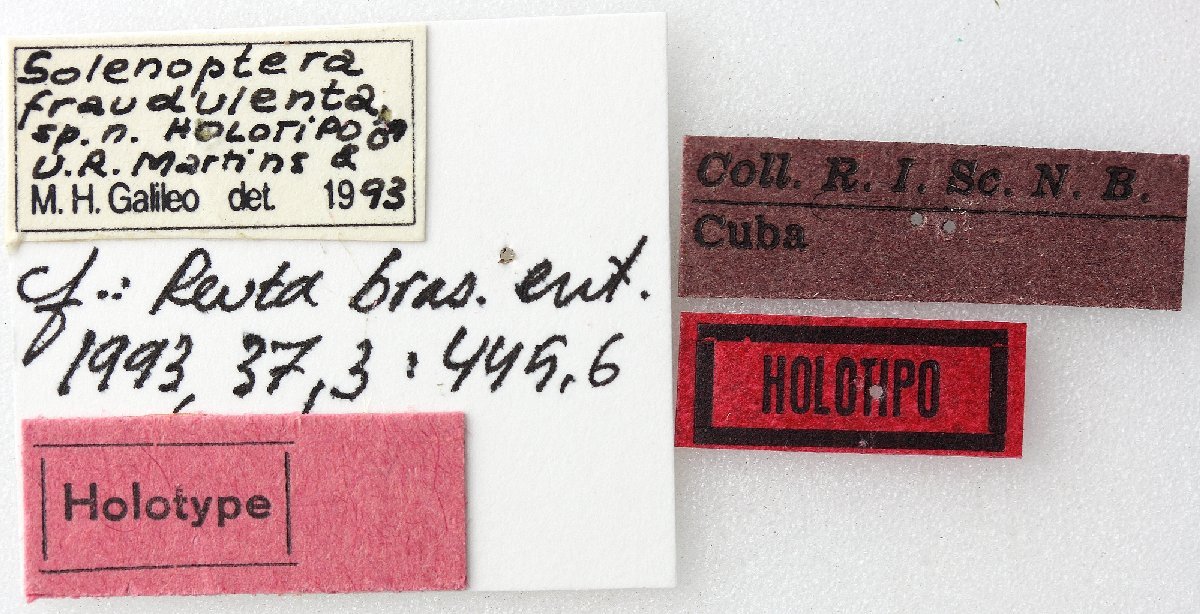 Solenoptera
fraudulenta,
sp. n. HOLOTIPO ♂
U.R. Martins &
M. H. Galileo det. 1993
cf.: Revta bras. ent.
1993, 37,3: 445,6
Holotype
Coll. R. I. Sc. N. B.
Cuba
HOLOTIPO